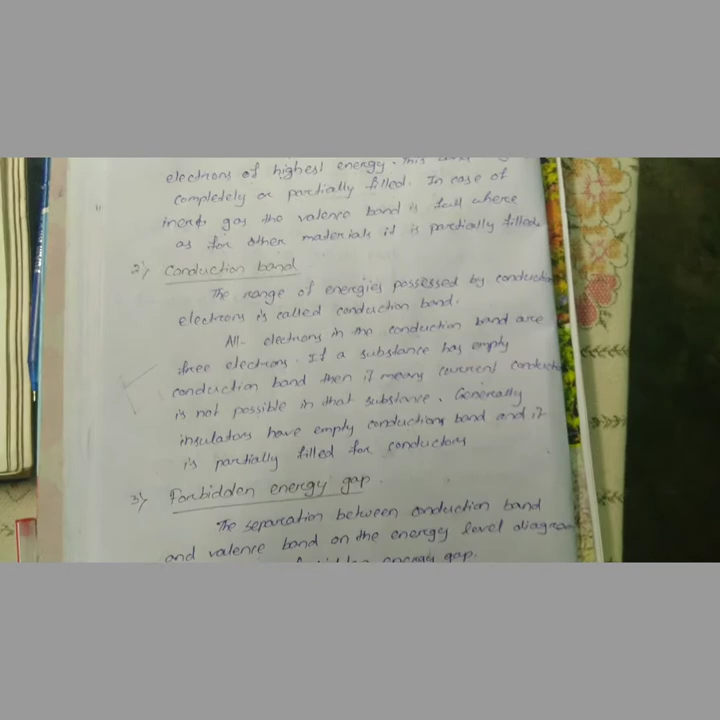 electrons of highest energy. This
completely or partially filled. In case of
inert gas the valence band is full where
as for other materials it is partially filled
2) Conduction band
The range of energies possessed by conduction
electrons is called conduction band.
All- electrons in the conduction band are
free electrons. If a substance has empty
conduction band then it means current
is not possible in that substance. Generally
insulators have empty conductions band and it
is partially filled for conductors
3) Forbidden energy gap.
The separation between conduction band
and valence band on the energy level diagram
energy gap.